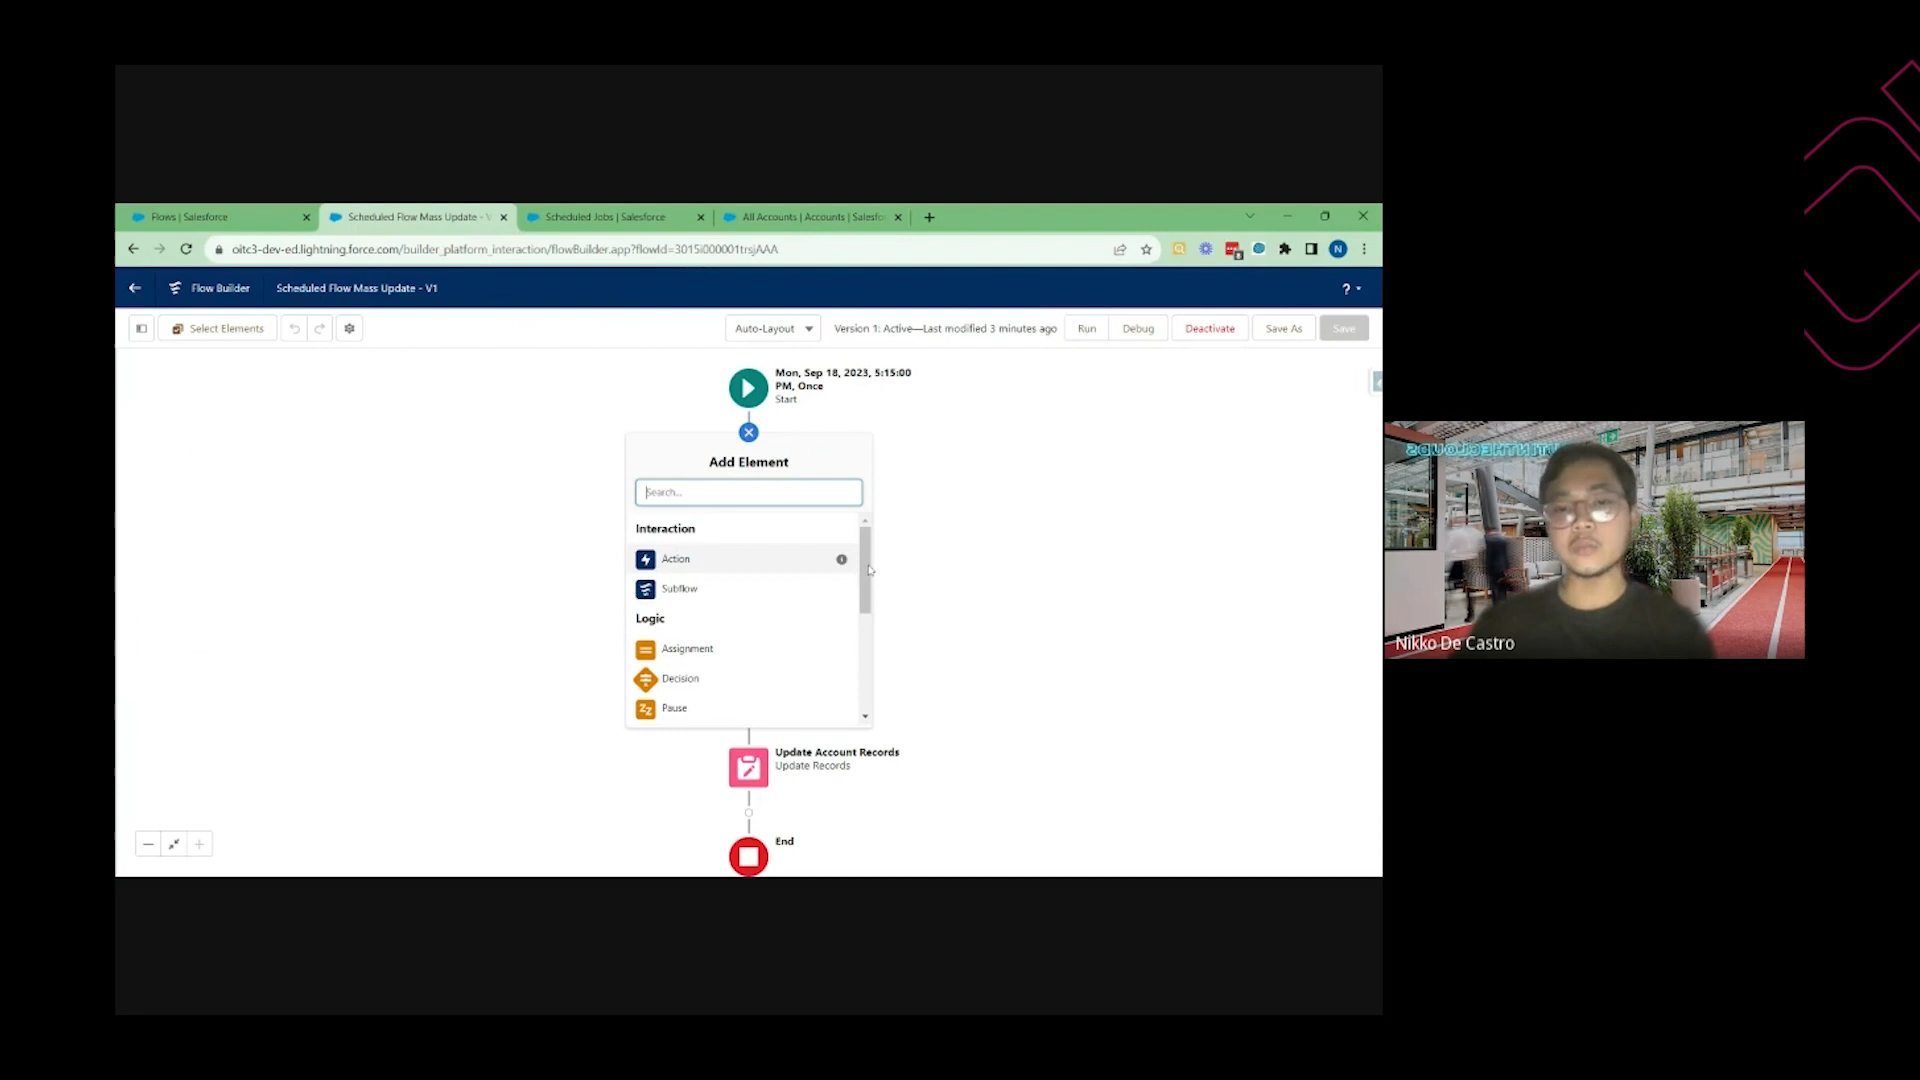 Flows | Salesforce
Scheduled Flow Mass Update - V
Scheduled Jobs | Salesforce
All Accounts | Accounts | Salesfo
oitc3-dev-ed.lightning.force.com/builder_platform_interaction/flowBuilder.app?flowId=3015i000001trsjAAA
N
Flow Builder
Scheduled Flow Mass Update - V1
?
Select Elements
Auto-Layout
Version 1: Active—Last modified 3 minutes ago
Run
Debug
Deactivate
Save As
Save
Mon, Sep 18, 2023, 5:15:00
PM, Once
Start
Add Element
Search...
Interaction
Action
Subflow
Logic
Assignment
Decision
Pause
Update Account Records
Update Records
End
Nikko De Castro